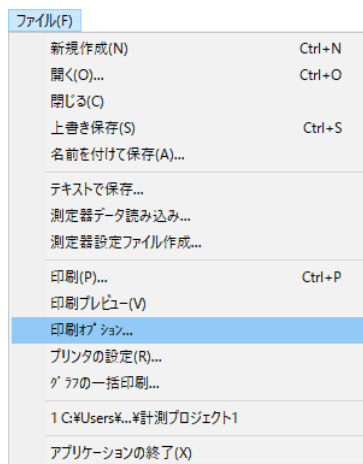 ファイル(F)
新規作成(N) Ctrl+N
開く(O)... Ctrl+O
閉じる(C)
上書き保存(S) Ctrl+S
名前を付けて保存(A)...
テキストで保存...
測定器データ読み込み...
測定器設定ファイル作成...
印刷(P)... Ctrl+P
印刷プレビュー(V)
印刷ｵﾌﾟｼｮﾝ...
プリンタの設定(R)...
ｸﾞﾗﾌの一括印刷...
1 C:¥Users¥...¥計測プロジェクト1
アプリケーションの終了(X)